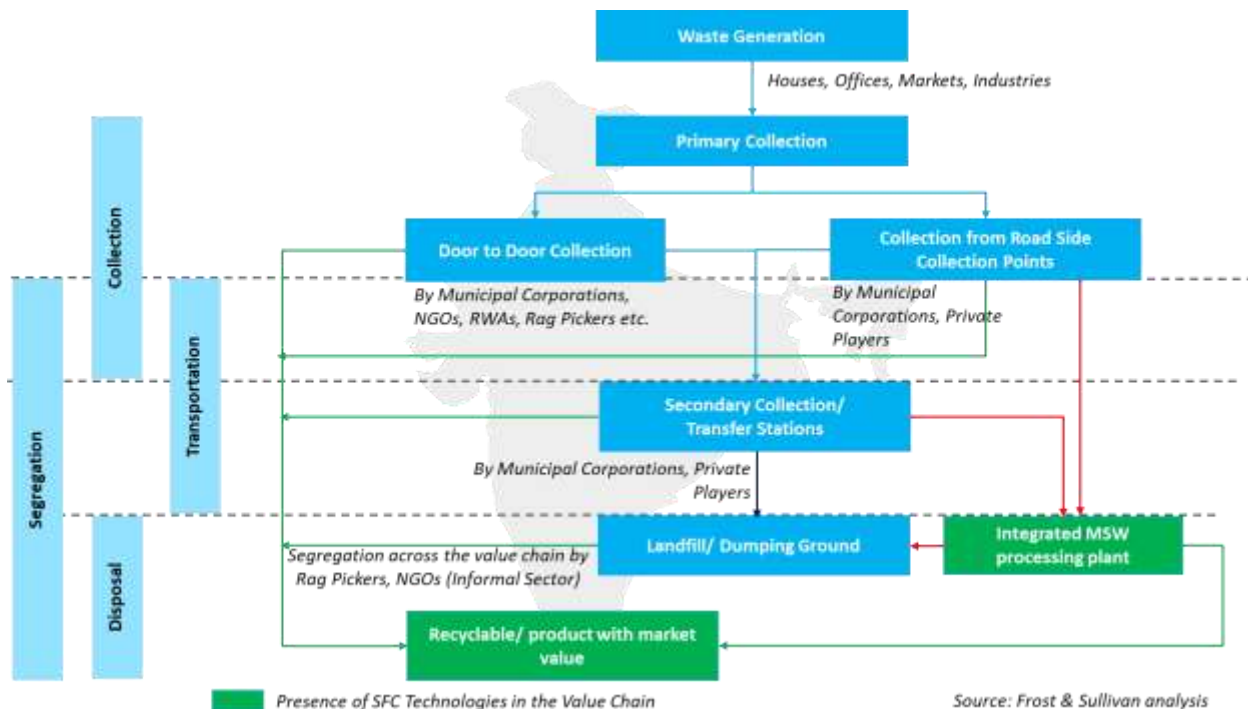 Waste Generation
Houses, Offices, Markets, Industries
Primary Collection
Collection
Door to Door Collection
Collection from Road Side
Collection Points
By Municipal Corporations,
NGOs, RWAs, Rag Pickers etc.
By Municipal
Corporations, Private
Players
Segregation
Transportation
Secondary Collection/
Transfer Stations
By Municipal Corporations, Private
Players
Disposal
Landfill/ Dumping Ground
Integrated MSW
processing plant
Segregation across the value chain by
Rag Pickers, NGOs (Informal Sector)
Recyclable/ product with market
value
Presence of SFC Technologies in the Value Chain
Source: Frost & Sullivan analysis